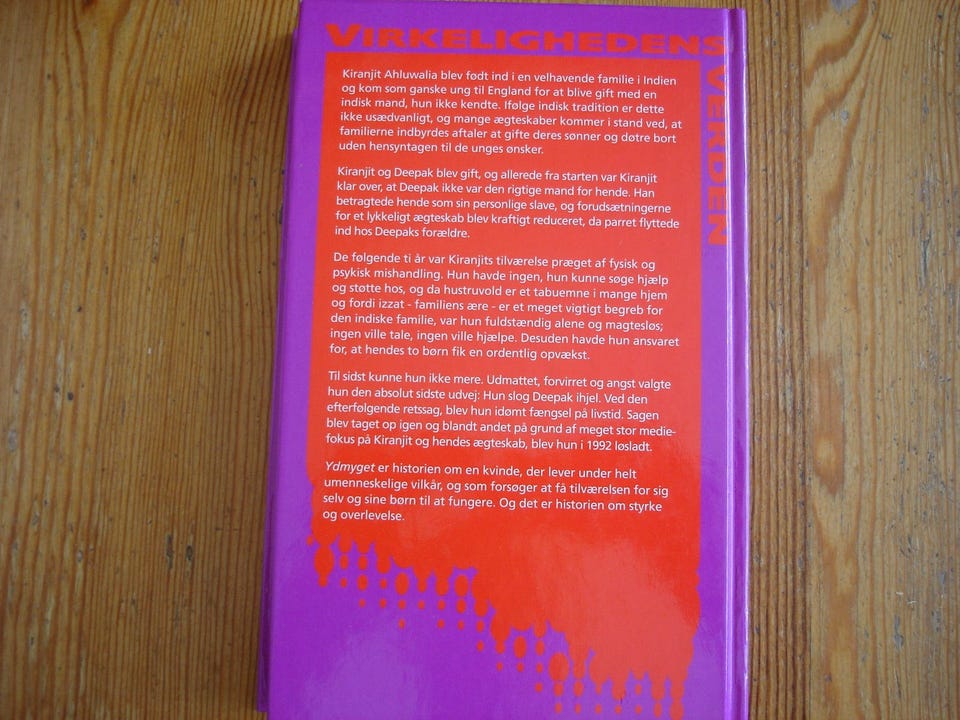 VIRKELIGHEDENS
VERDEN
Kiranjit Ahluwalia blev født ind i en velhavende familie i Indien
og kom som ganske ung til England for at blive gift med en
indisk mand, hun ikke kendte. Ifølge indisk tradition er dette
ikke usædvanligt, og mange ægteskaber kommer i stand ved, at
familierne indbyrdes aftaler at gifte deres sønner og døtre bort
uden hensyntagen til de unges ønsker.
Kiranjit og Deepak blev gift, og allerede fra starten var Kiranjit
klar over, at Deepak ikke var den rigtige mand for hende. Han
betragtede hende som sin personlige slave, og forudsætningerne
for et lykkeligt ægteskab blev kraftigt reduceret, da parret flyttede
ind hos Deepaks forældre.
De følgende ti år var Kiranjits tilværelse præget af fysisk og
psykisk mishandling. Hun havde ingen, hun kunne søge hjælp
og støtte hos, og da hustruvold er et tabuemne i mange hjem
og fordi izzat - familiens ære - er et meget vigtigt begreb for
den indiske familie, var hun fuldstændig alene og magtesløs;
ingen ville tale, ingen ville hjælpe. Desuden havde hun ansvaret
for, at hendes to børn fik en ordentlig opvækst.
Til sidst kunne hun ikke mere. Udmattet, forvirret og angst valgte
hun den absolut sidste udvej: Hun slog Deepak ihjel. Ved den
efterfølgende retssag, blev hun idømt fængsel på livstid. Sagen
blev taget op igen og blandt andet på grund af meget stor medie-
fokus på Kiranjit og hendes ægteskab, blev hun i 1992 løsladt.
Ydmyget er historien om en kvinde, der lever under helt
umenneskelige vilkår, og som forsøger at få tilværelsen for sig
selv og sine børn til at fungere. Og det er historien om styrke
og overlevelse.